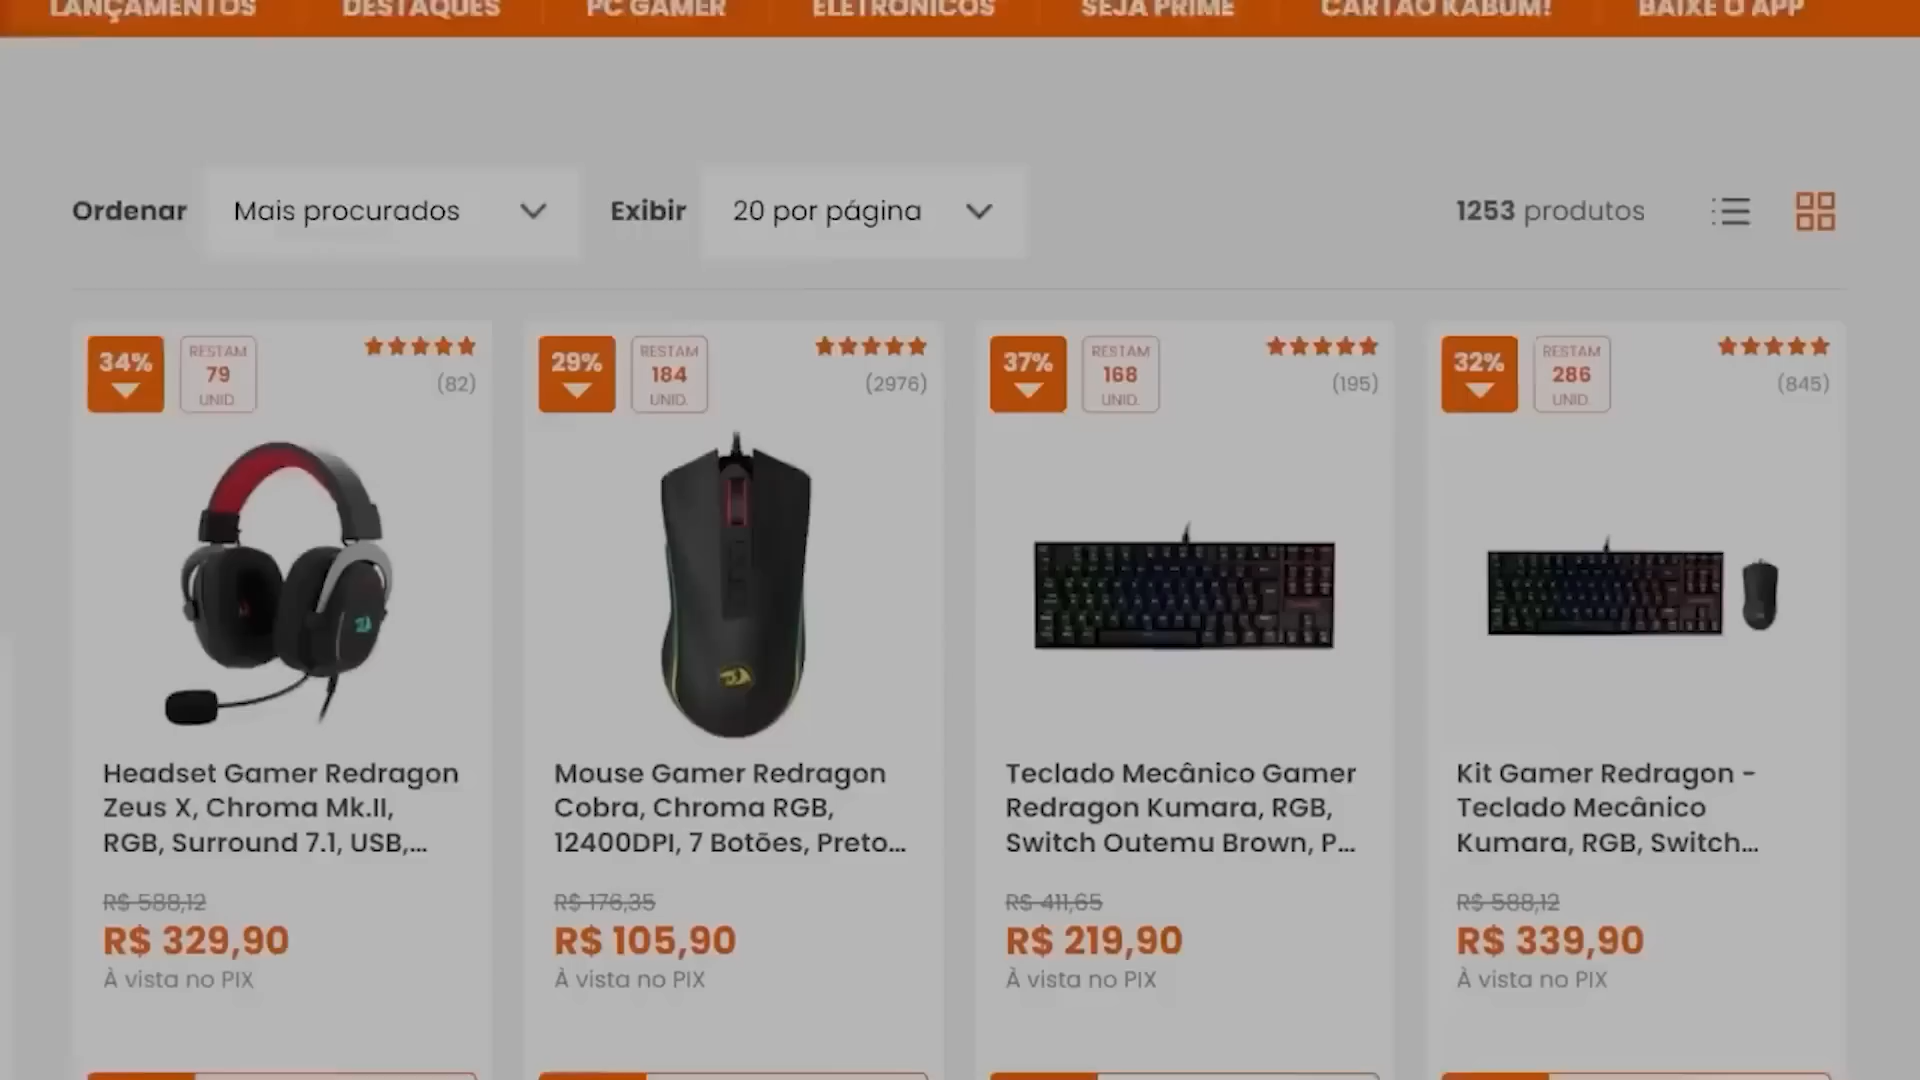 LANÇAMENTOS DESTAQUES PC GAMER ELETRÔNICOS SEJA PRIME CARTÃO KABUM! BAIXE O APP
Ordenar Mais procurados Exibir 20 por página 1253 produtos
34%
RESTAM
79
UNID.
(82)
Headset Gamer Redragon
Zeus X, Chroma Mk.II,
RGB, Surround 7.1, USB,...
R$ 588,12
R$ 329,90
À vista no PIX
29%
RESTAM
184
UNID.
(2976)
Mouse Gamer Redragon
Cobra, Chroma RGB,
12400DPI, 7 Botões, Preto...
R$ 176,35
R$ 105,90
À vista no PIX
37%
RESTAM
168
UNID.
(195)
Teclado Mecânico Gamer
Redragon Kumara, RGB,
Switch Outemu Brown, P...
R$ 411,65
R$ 219,90
À vista no PIX
32%
RESTAM
286
UNID.
(845)
Kit Gamer Redragon -
Teclado Mecânico
Kumara, RGB, Switch...
R$ 588,12
R$ 339,90
À vista no PIX